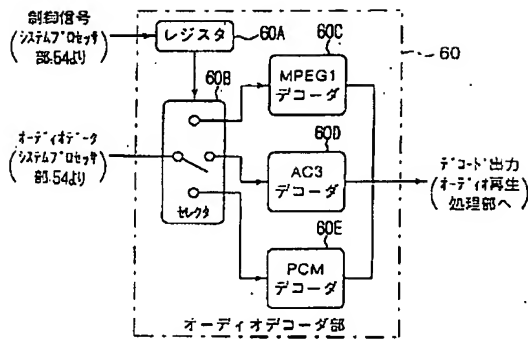 制御信号
(システムプロセッサ
部54より)
レジスタ
60A
60B
60C
60
MPEG1
デコーダ
オーディオデータ
(システムプロセッサ
部54より)
セレクタ
60D
AC3
デコーダ
デコード出力
(オーディオ再生
処理部へ)
60E
PCM
デコーダ
オーディオデコーダ部